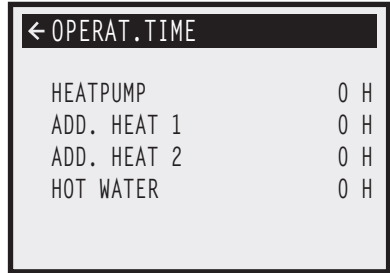 ← OPERAT.TIME
HEATPUMP 0 H
ADD. HEAT 1 0 H
ADD. HEAT 2 0 H
HOT WATER 0 H